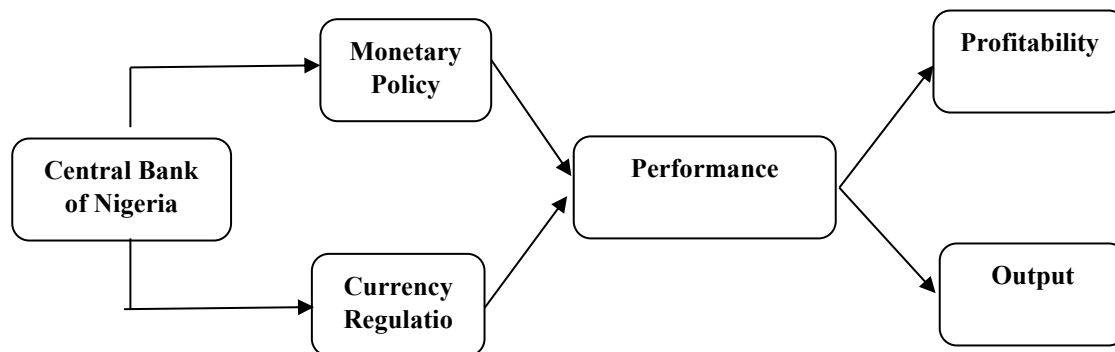 Monetary
Policy
Profitability
Central Bank
of Nigeria
Performance
Currency
Regulatio
Output